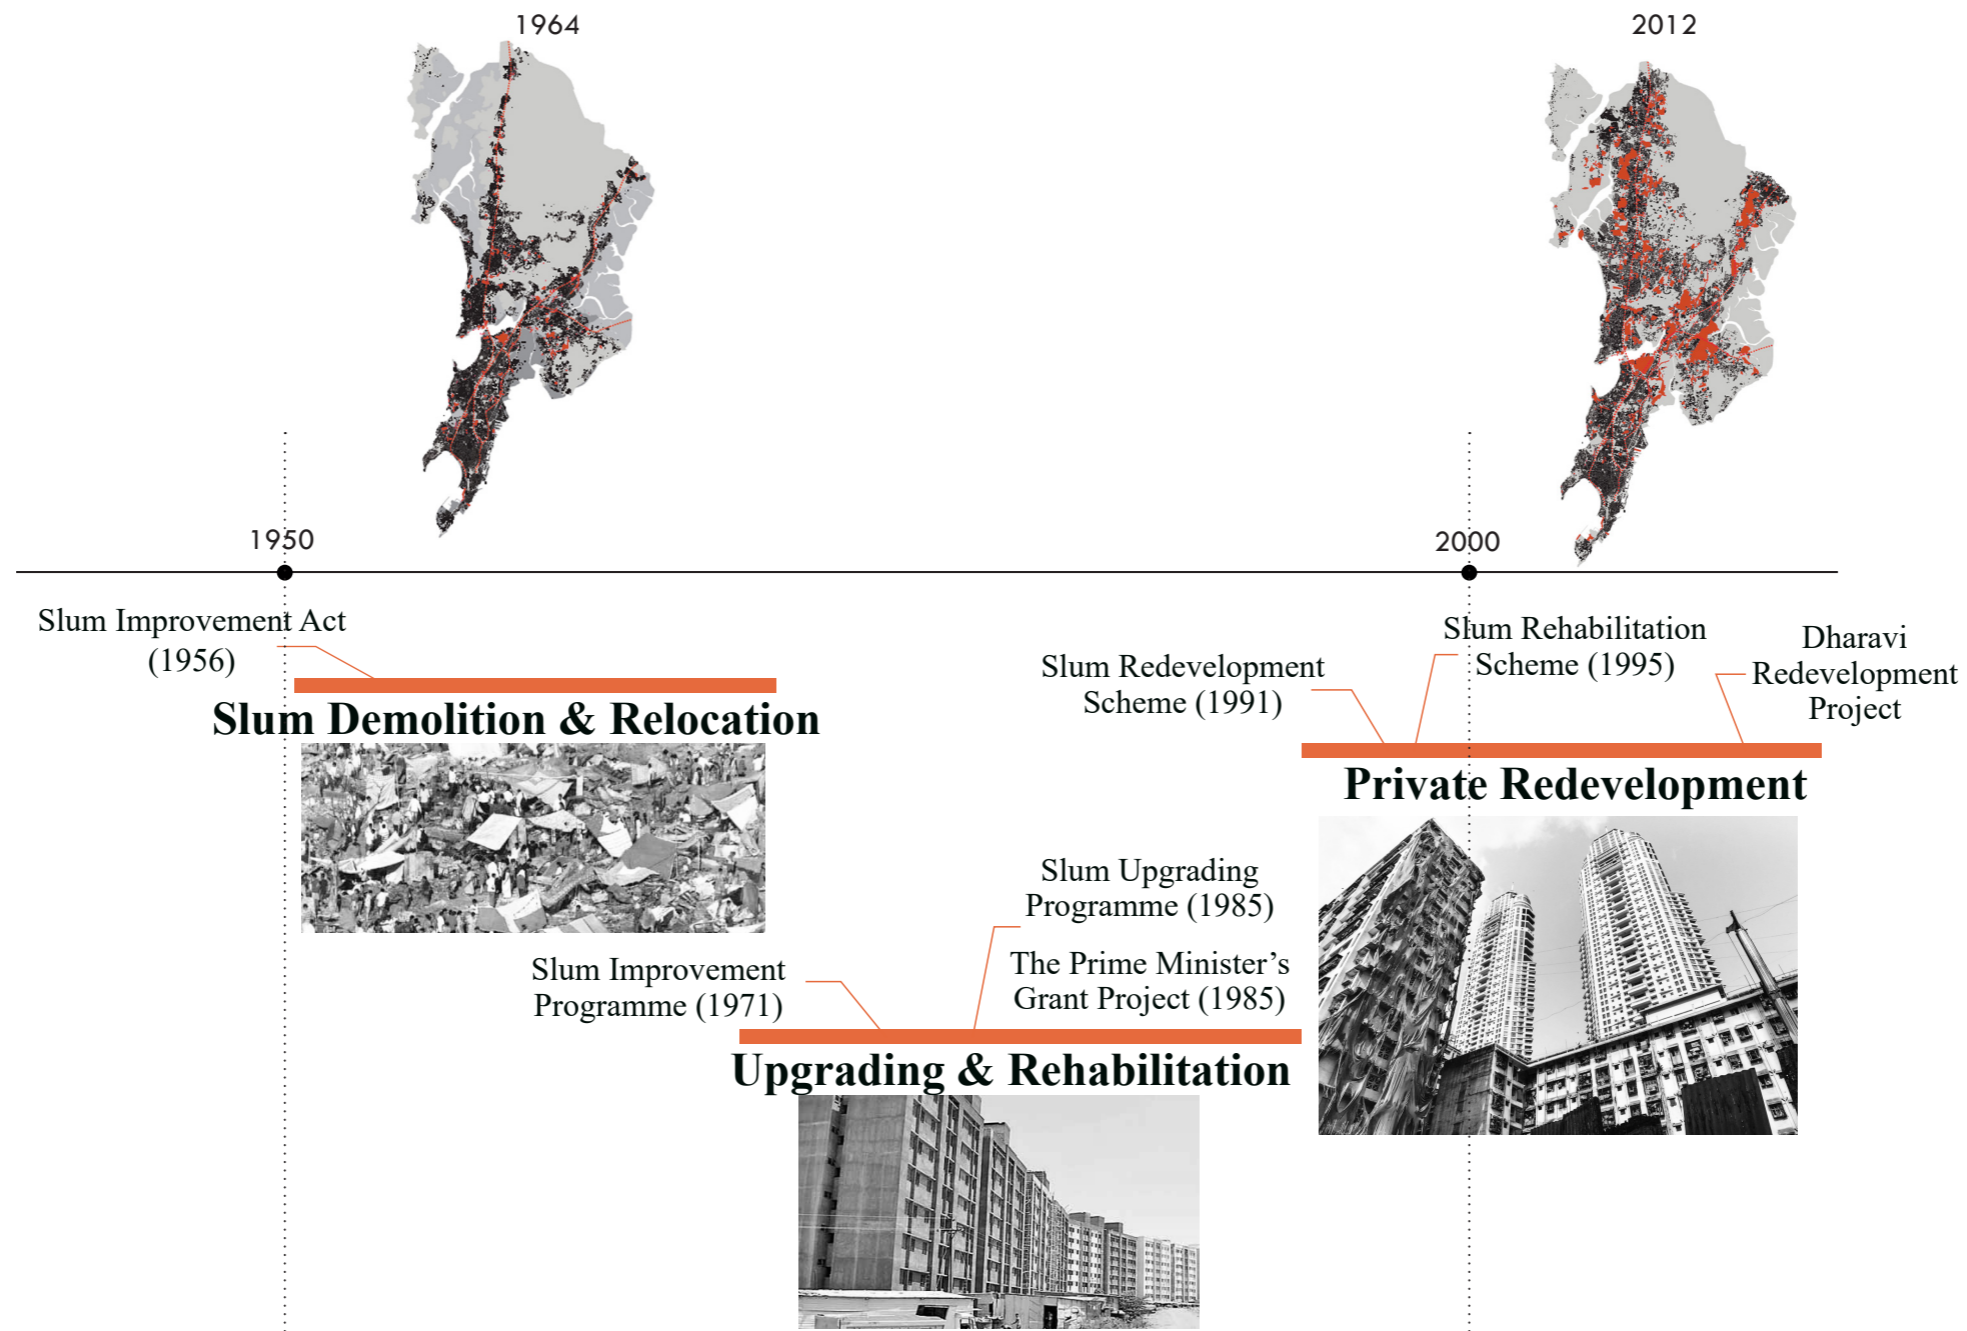 1964
2012
1950
2000
Slum Improvement Act
(1956)
Slum Demolition & Relocation
Slum Redevelopment
Scheme (1991)
Slum Rehabilitation
Scheme (1995)
Dharavi
Redevelopment
Project
Private Redevelopment
Slum Upgrading
Programme (1985)
The Prime Minister’s
Grant Project (1985)
Slum Improvement
Programme (1971)
Upgrading & Rehabilitation